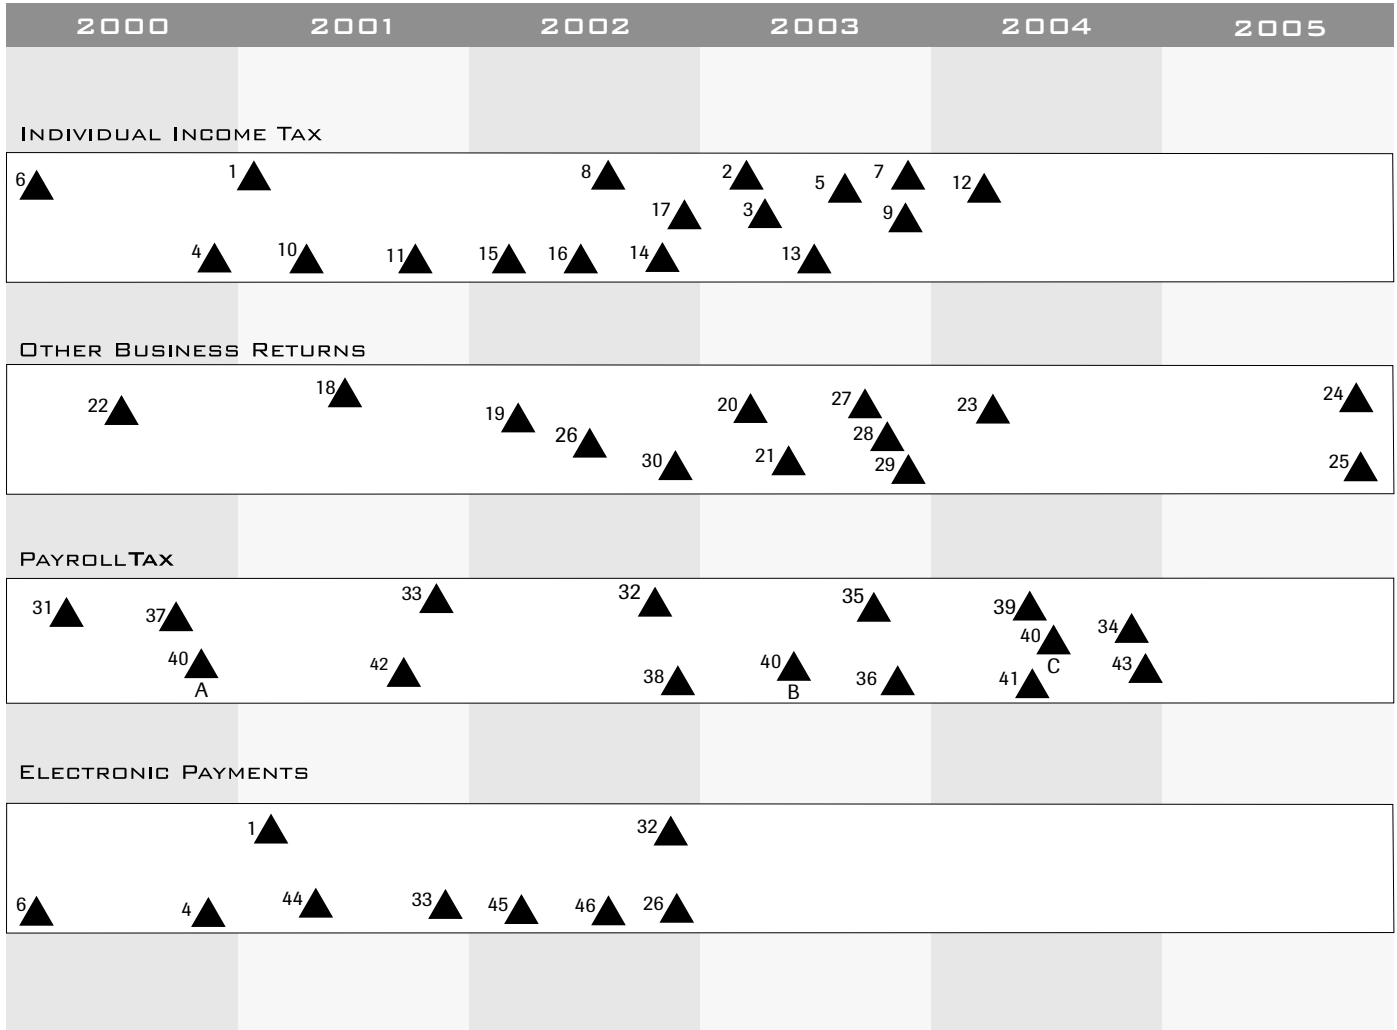 2000 2001 2002 2003 2004 2005
INDIVIDUAL INCOME TAX
6 1 8 2 5 7 12
17 3 9
4 10 11 15 16 14 13
OTHER BUSINESS RETURNS
22 18 19 20 27 23 24
26 28
30 21 29 25
PAYROLL TAX
31 37 33 32 35 39 34
40 42 38 40 36 40 41 43
A B C
ELECTRONIC PAYMENTS
1 32
6 4 44 33 45 46 26